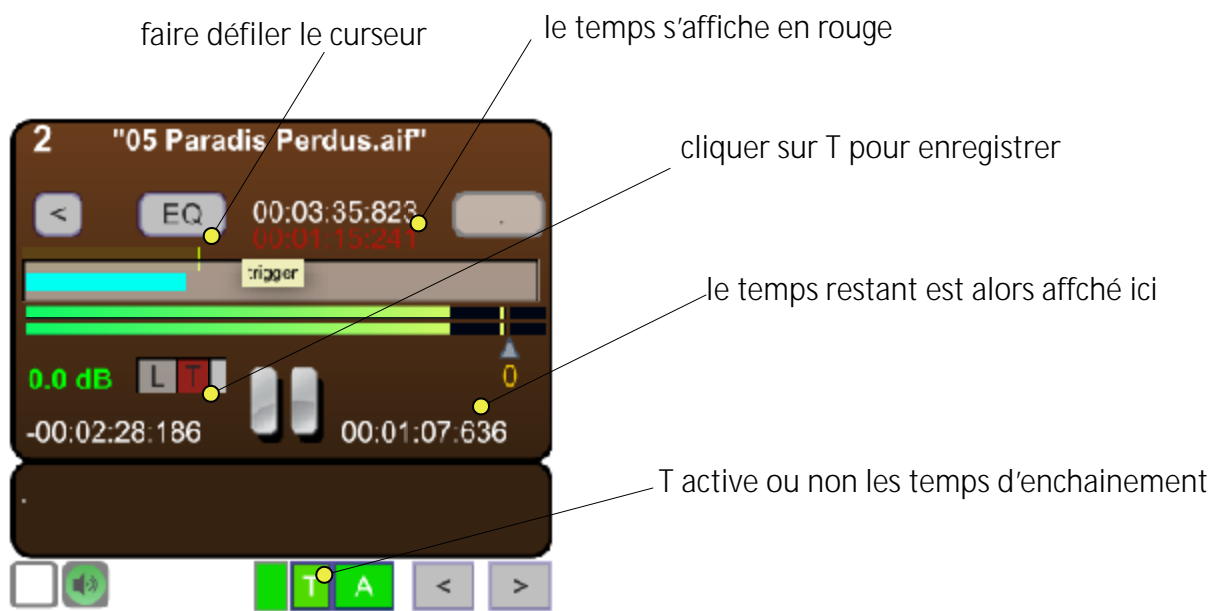 faire défiler le curseur
le temps s’affiche en rouge
2 "05 Paradis Perdus.aif"
cliquer sur T pour enregistrer
< EQ 00:03:35:823 .
00:01:15:241
trigger
le temps restant est alors affché ici
0.0 dB L T 0
-00:02:28:186 00:01:07:636
T active ou non les temps d’enchainement
.
T A < >